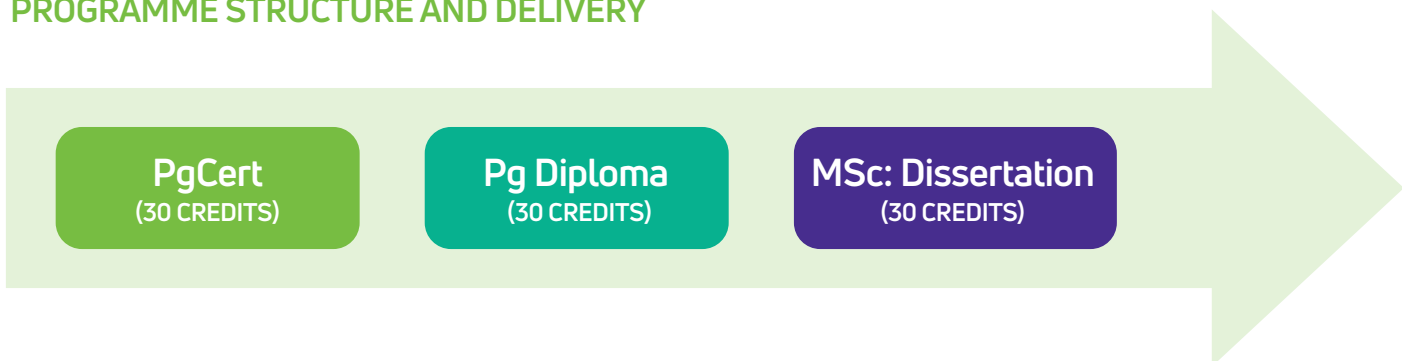 PROGRAMME STRUCTURE AND DELIVERY
PgCert
(30 CREDITS)
Pg Diploma
(30 CREDITS)
MSc: Dissertation
(30 CREDITS)